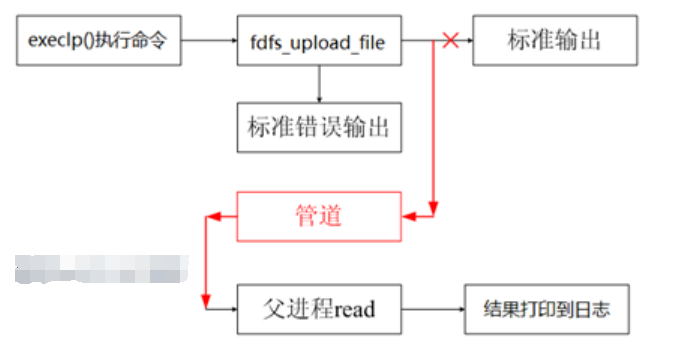 execlp()执行命令
fdfs_upload_file
标准输出
标准错误输出
管道
父进程read
结果打印到日志